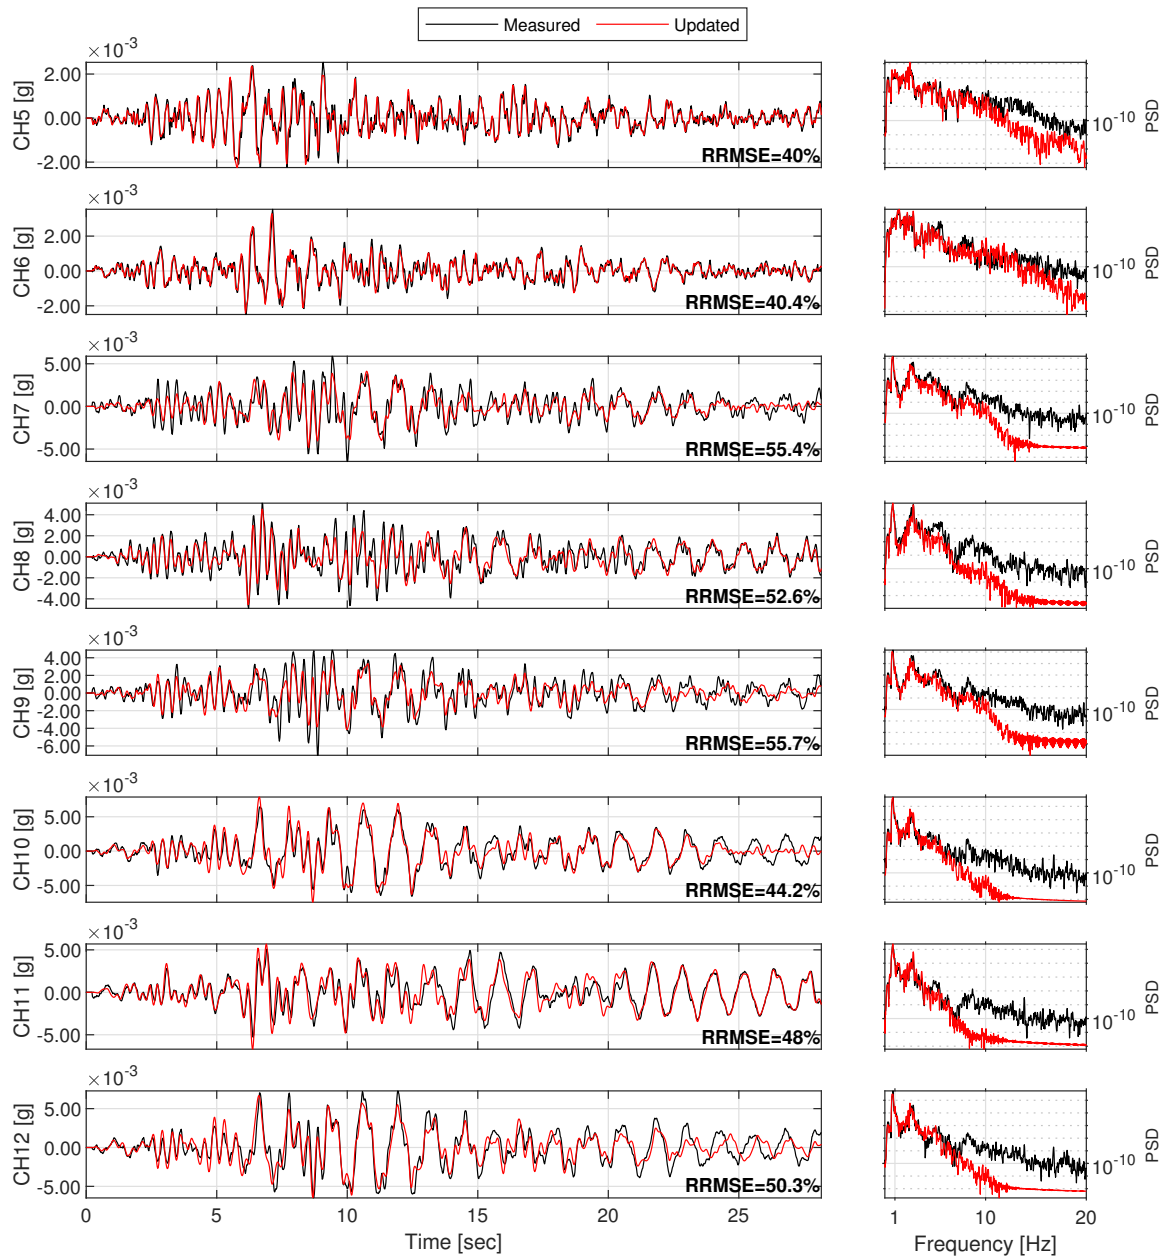 Measured Updated
×10⁻³
2.00
0.00
-2.00
CH5 [g]
RRMSE=40%
10⁻¹⁰
PSD
×10⁻³
2.00
0.00
-2.00
CH6 [g]
RRMSE=40.4%
10⁻¹⁰
PSD
×10⁻³
5.00
0.00
-5.00
CH7 [g]
RRMSE=55.4%
10⁻¹⁰
PSD
×10⁻³
4.00
2.00
0.00
-2.00
-4.00
CH8 [g]
RRMSE=52.6%
10⁻¹⁰
PSD
×10⁻³
4.00
2.00
0.00
-2.00
-4.00
-6.00
CH9 [g]
RRMSE=55.7%
10⁻¹⁰
PSD
×10⁻³
5.00
0.00
-5.00
CH10 [g]
RRMSE=44.2%
10⁻¹⁰
PSD
×10⁻³
5.00
0.00
-5.00
CH11 [g]
RRMSE=48%
10⁻¹⁰
PSD
×10⁻³
5.00
0.00
-5.00
CH12 [g]
RRMSE=50.3%
10⁻¹⁰
PSD
0 5 10 15 20 25
Time [sec]
1 10 20
Frequency [Hz]